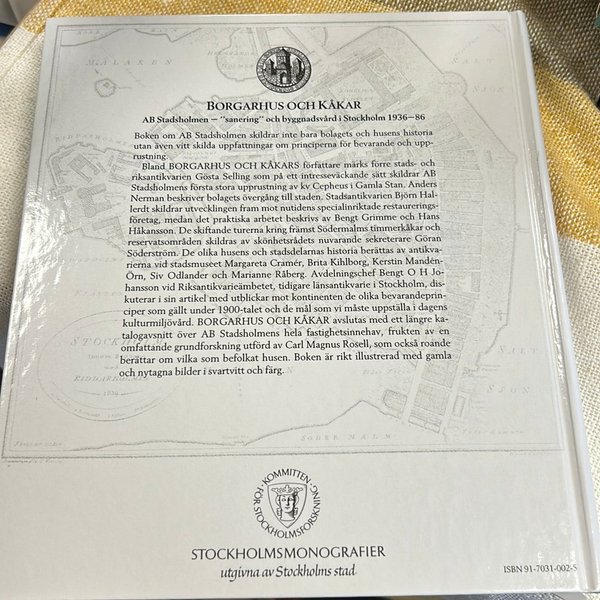 BORGARHUS OCH KÅKAR
AB Stadsholmen – "sanering" och byggnadsvård i Stockholm 1936–86
Boken om AB Stadsholmen skildrar inte bara bolagets och husens historia
utan även vitt skilda uppfattningar om principerna för bevarande och upp-
rustning.
Bland BORGARHUS OCH KÅKARS författare märks förre stads- och
riksantikvarien Gösta Selling som på ett intresseväckande sätt skildrar AB
Stadsholmens första stora upprustning av kv. Cepheus i Gamla Stan. Anders
Nerman beskriver bolagets övergång till staden. Stadsantikvarien Björn Hal-
lerdt skildrar utvecklingen fram mot nutidens specialinriktade restaurerings-
företag, medan det praktiska arbetet beskrivs av Bengt Grimme och Hans
Håkansson. De skiftande turerna kring främst Södermalms timmerkåkar och
reservatsområden skildras av skönhetsrådets nuvarande sekreterare Göran
Söderström. De olika husens och stadsdelarnas historia berättas av antikva-
rierna vid stadsmuseet Margareta Cramér, Brita Kihlborg, Kerstin Mandén-
Örn, Siv Odlander och Marianne Råberg. Avdelningschef Bengt O H Jo-
hansson vid Riksantikvarieämbetet, tidigare länsantikvarie i Stockholm, dis-
kuterar i sin artikel med utblickar mot kontinenten de olika bevarandeprin-
ciper som gällt under 1900-talet och de mål som vi måste uppställa i dagens
kulturmiljövård. BORGARHUS OCH KÅKAR avslutas med ett längre ka-
talogavsnitt över AB Stadsholmens hela fastighetsinnehav, frukten av en
omfattande grundforskning utförd av Carl Magnus Rosell, som också roande
berättar om vilka som befolkat husen. Boken är rikt illustrerad med gamla
och nytagna bilder i svartvitt och färg.
KOMMITTÉN
FÖR STOCKHOLMSFORSKNING
STOCKHOLMSMONOGRAFIER
utgivna av Stockholms stad
ISBN 91-7031-002-S